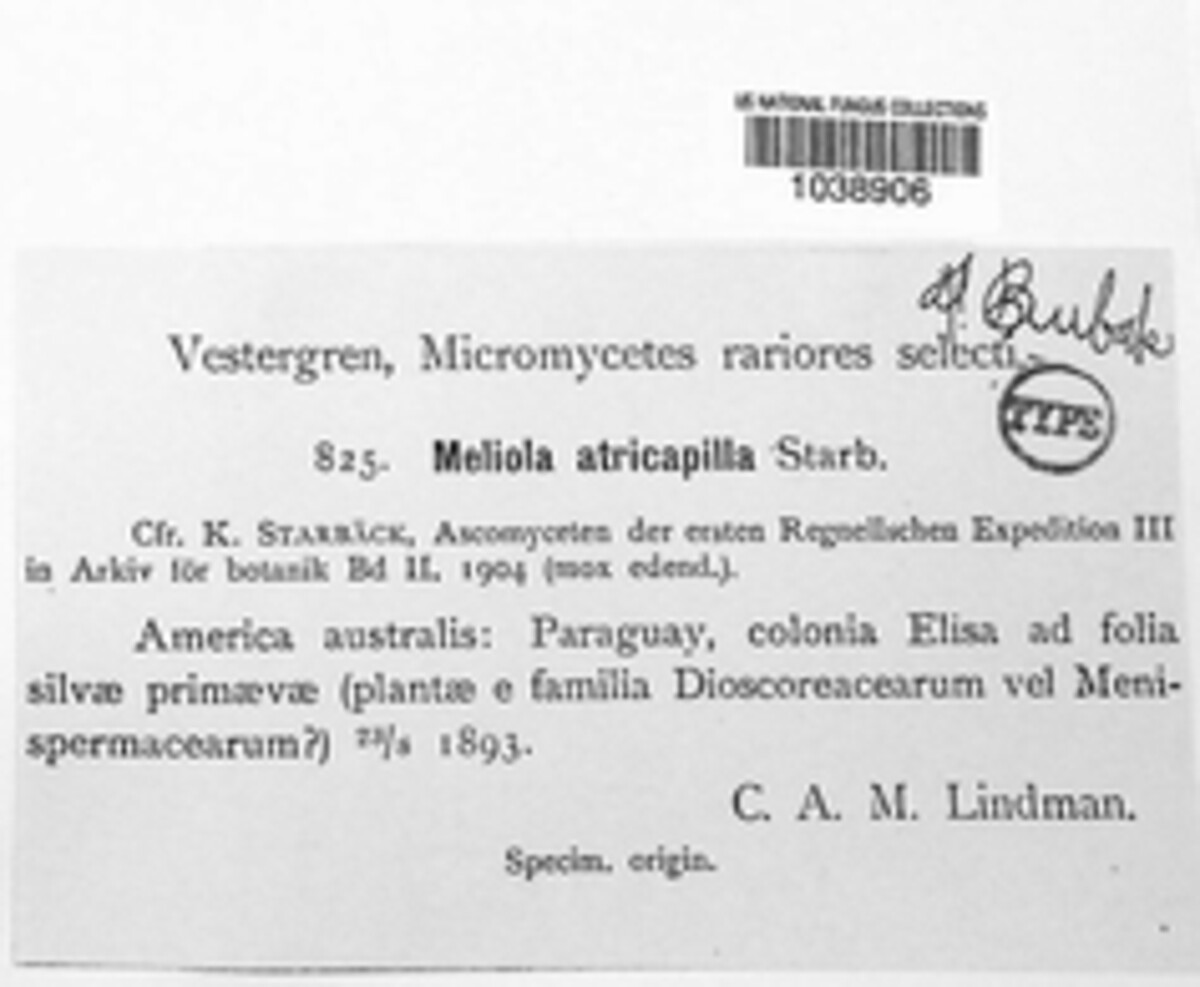 US NATIONAL FUNGUS COLLECTIONS
1038906
F. Bubak
Vestergren, Micromycetes rariores selecti.
TYPE
825. Meliola atricapilla Starb.
Cfr. K. STARBÄCK, Ascomyceten der ersten Regnellschen Expedition III
in Arkiv för botanik Bd II, 1904 (mox edend.).
America australis: Paraguay, colonia Elisa ad folia
silvæ primævæ (plantæ e familia Dioscoreacearum vel Meni-
spermacearum?) 1893.
C. A. M. Lindman.
Specim. origin.